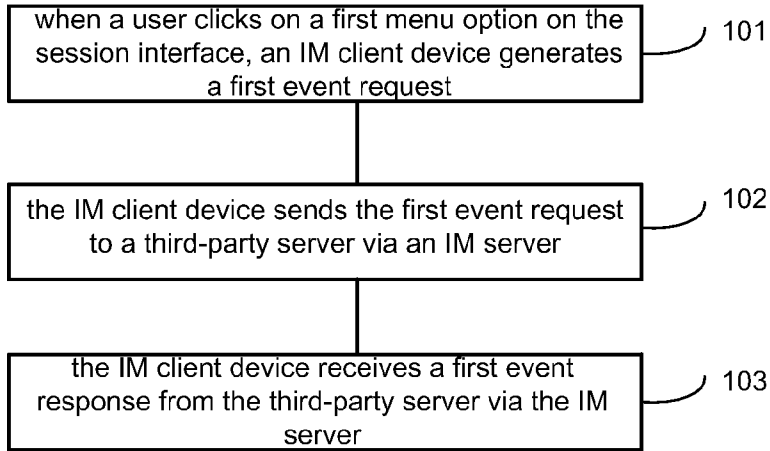 when a user clicks on a first menu option on the
session interface, an IM client device generates
a first event request
101
the IM client device sends the first event request
to a third-party server via an IM server
102
the IM client device receives a first event
response from the third-party server via the IM
server
103